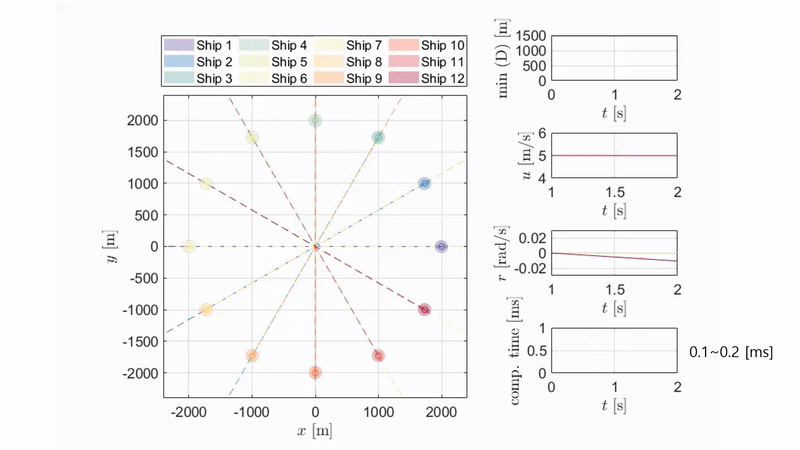 Ship 1 Ship 4 Ship 7 Ship 10
Ship 2 Ship 5 Ship 8 Ship 11
Ship 3 Ship 6 Ship 9 Ship 12
2000
1500
1000
500
0
-500
-1000
-1500
-2000
y [m]
-2000 -1000 0 1000 2000
x [m]
min (D) [m]
1500
1000
500
0
0 1 2
t [s]
u [m/s]
6
5
4
1 1.5 2
t [s]
r [rad/s]
0.02
0
-0.02
1 1.5 2
t [s]
comp. time [ms]
1
0.5
0
0 1 2
t [s]
0.1~0.2 [ms]